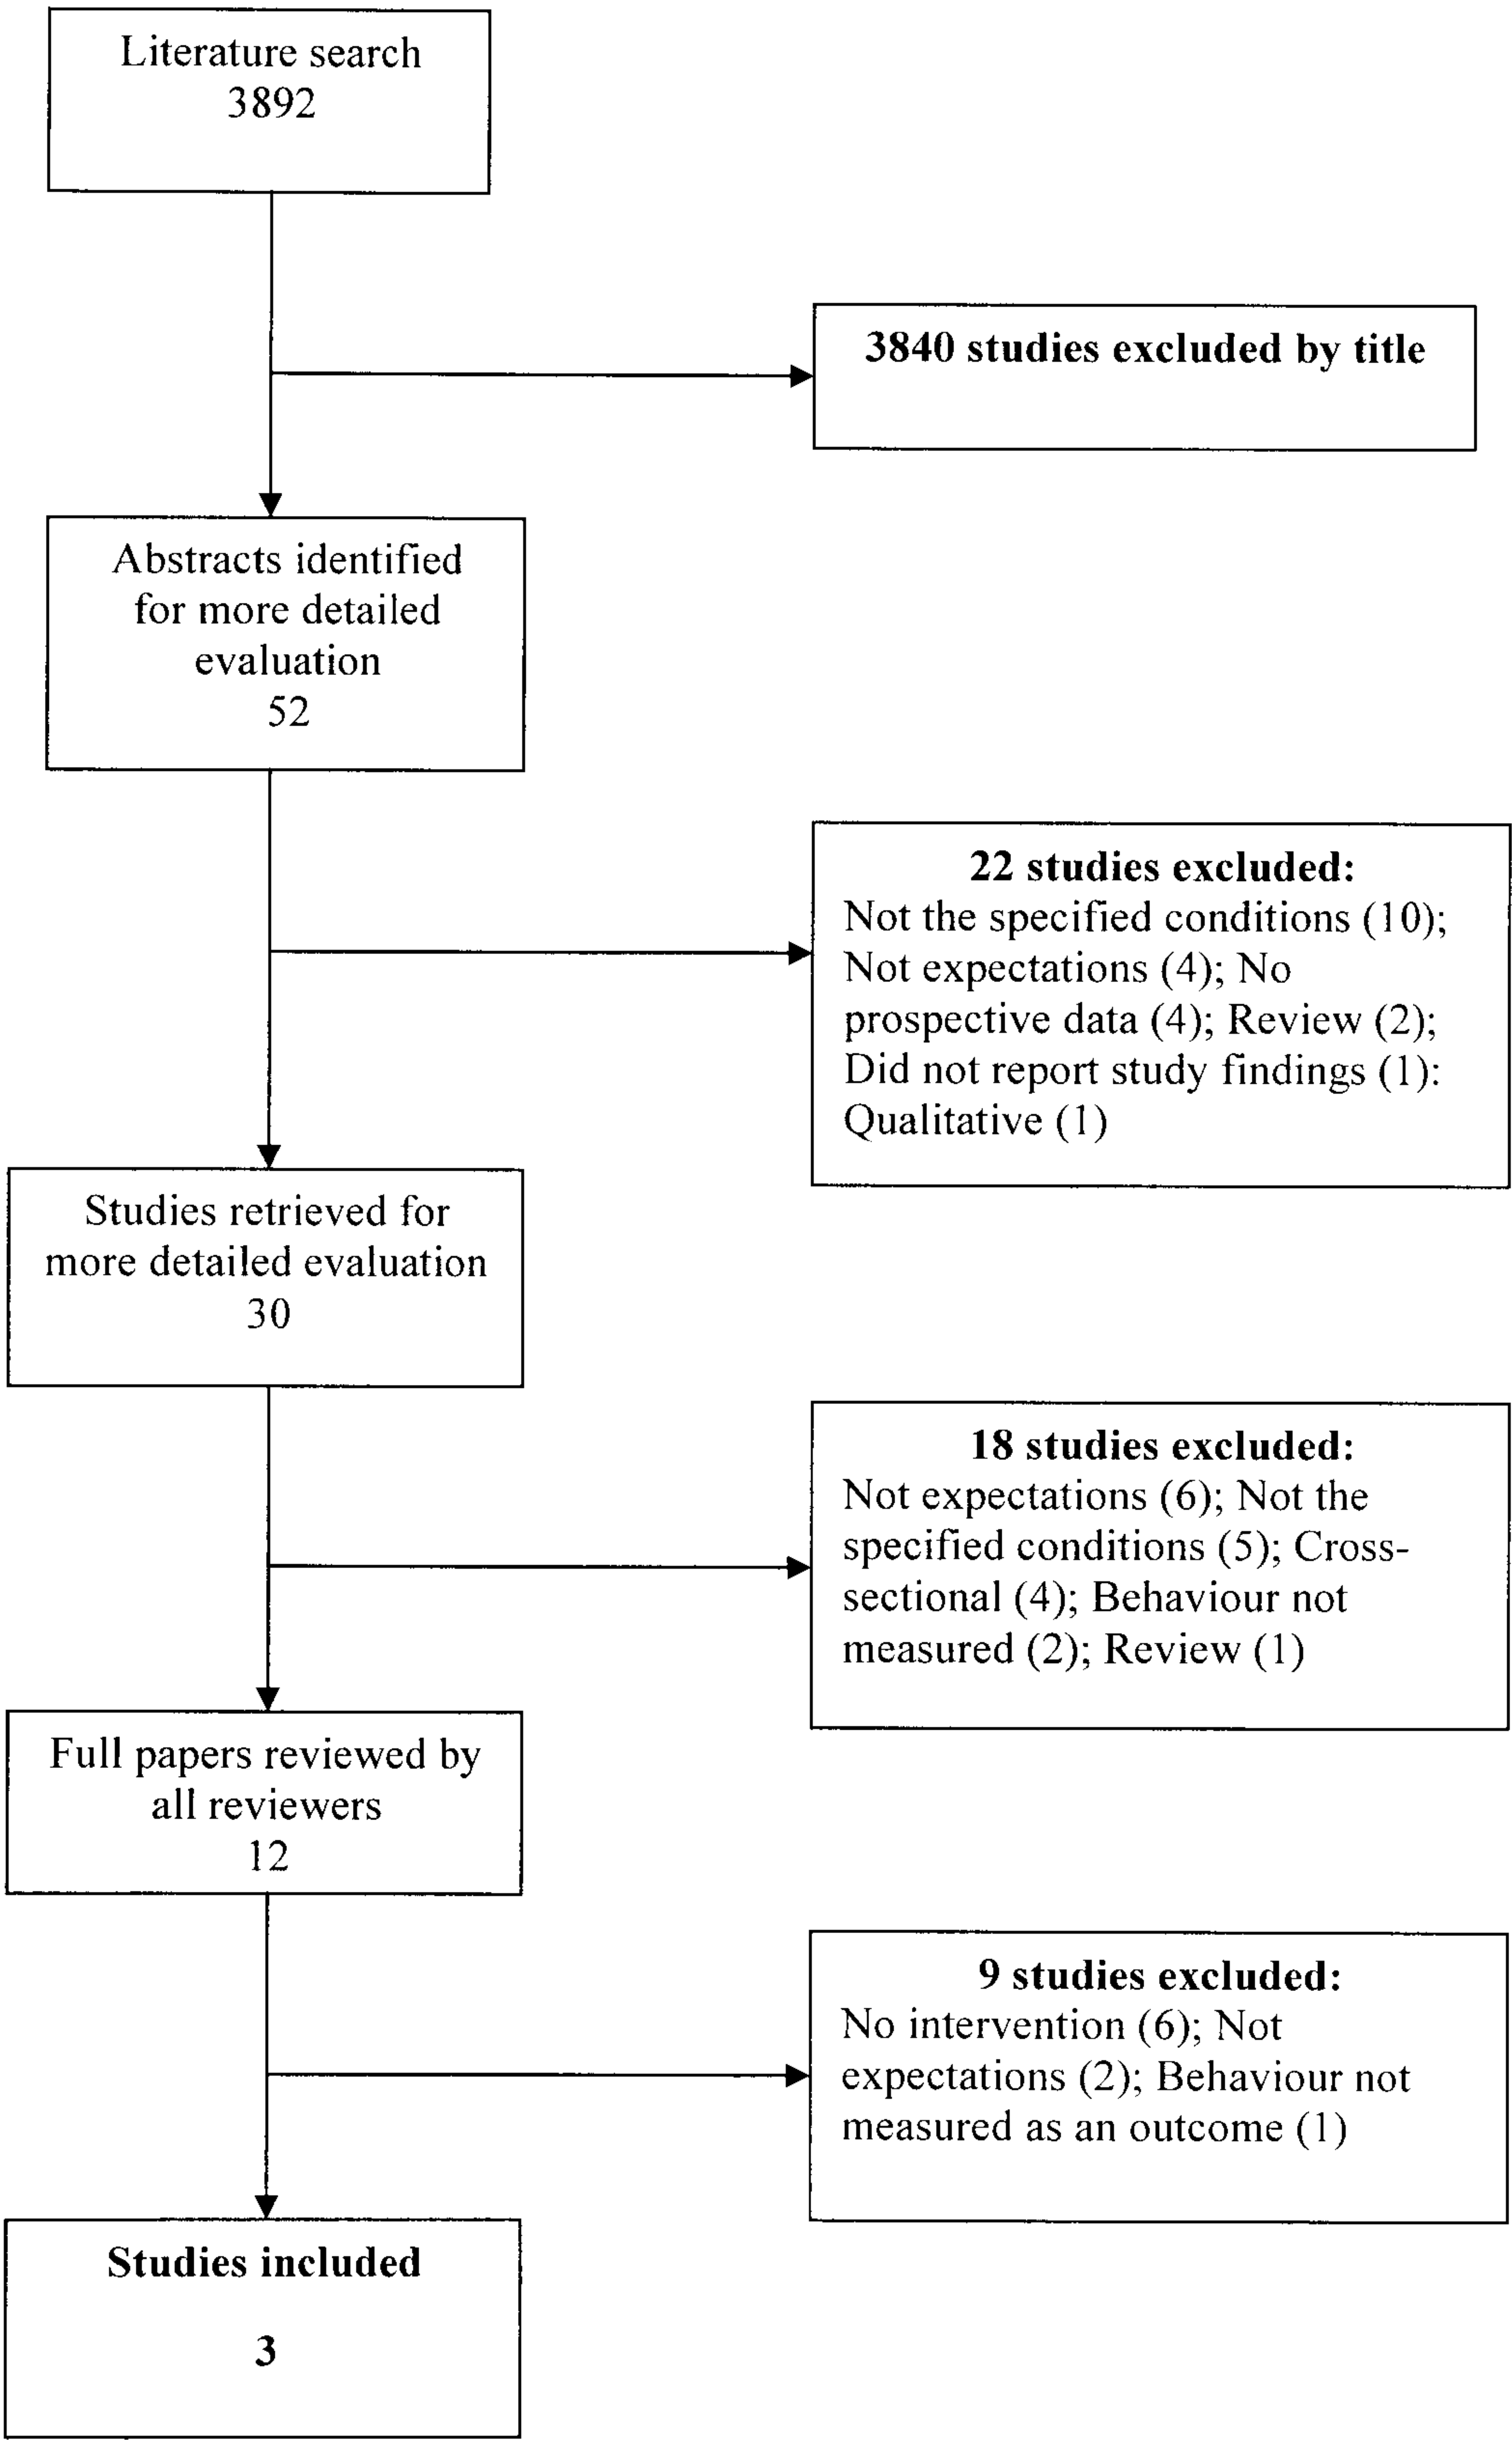 Literature search
3892
3840 studies excluded by title
Abstracts identified
for more detailed
evaluation
52
22 studies excluded:
Not the specified conditions (10);
Not expectations (4); No
prospective data (4); Review (2);
Did not report study findings (1):
Qualitative (1)
Studies retrieved for
more detailed evaluation
30
18 studies excluded:
Not expectations (6); Not the
specified conditions (5); Cross-
sectional (4); Behaviour not
measured (2); Review (1)
Full papers reviewed by
all reviewers
12
9 studies excluded:
No intervention (6); Not
expectations (2); Behaviour not
measured as an outcome (1)
Studies included
3